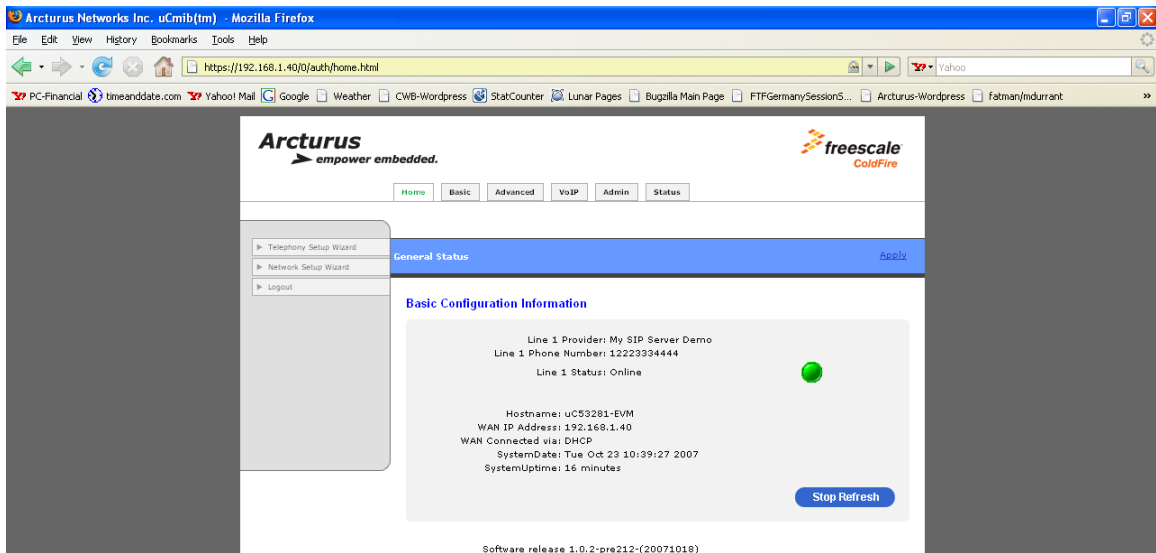 Arcturus Networks Inc. uCmib(tm) - Mozilla Firefox
File Edit View History Bookmarks Tools Help
https://192.168.1.40/0/auth/home.html
Yahoo
PC-Financial timeanddate.com Yahoo! Mail Google Weather CWB-Wordpress StatCounter Lunar Pages Bugzilla Main Page FTFGermanySessionS... Arcturus-Wordpress fatman/mdurrant »
Arcturus
empower embedded.
freescale
ColdFire
Home Basic Advanced VoIP Admin Status
Telephony Setup Wizard
Network Setup Wizard
Logout
General Status Apply
Basic Configuration Information
Line 1 Provider: My SIP Server Demo
Line 1 Phone Number: 12223334444
Line 1 Status: Online
Hostname: uC53281-EVM
WAN IP Address: 192.168.1.40
WAN Connected via: DHCP
SystemDate: Tue Oct 23 10:39:27 2007
SystemUptime: 16 minutes
Stop Refresh
Software release 1.0.2-pre212-(20071018)